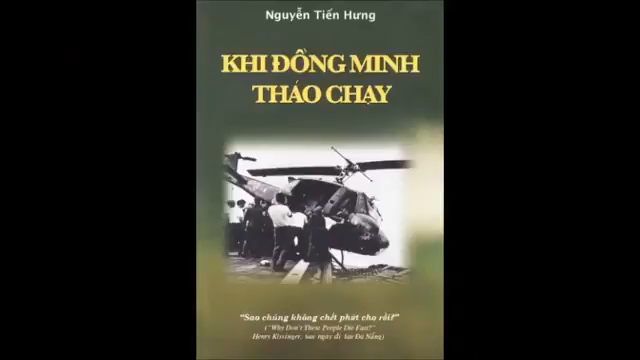 Nguyễn Tiến Hưng
KHI ĐỒNG MINH
THÁO CHẠY
"Sao chúng không chết phứt cho rồi?"
("Why Don't These People Die Fast?"
Henry Kissinger, sau ngày di tản Đà Nẵng)